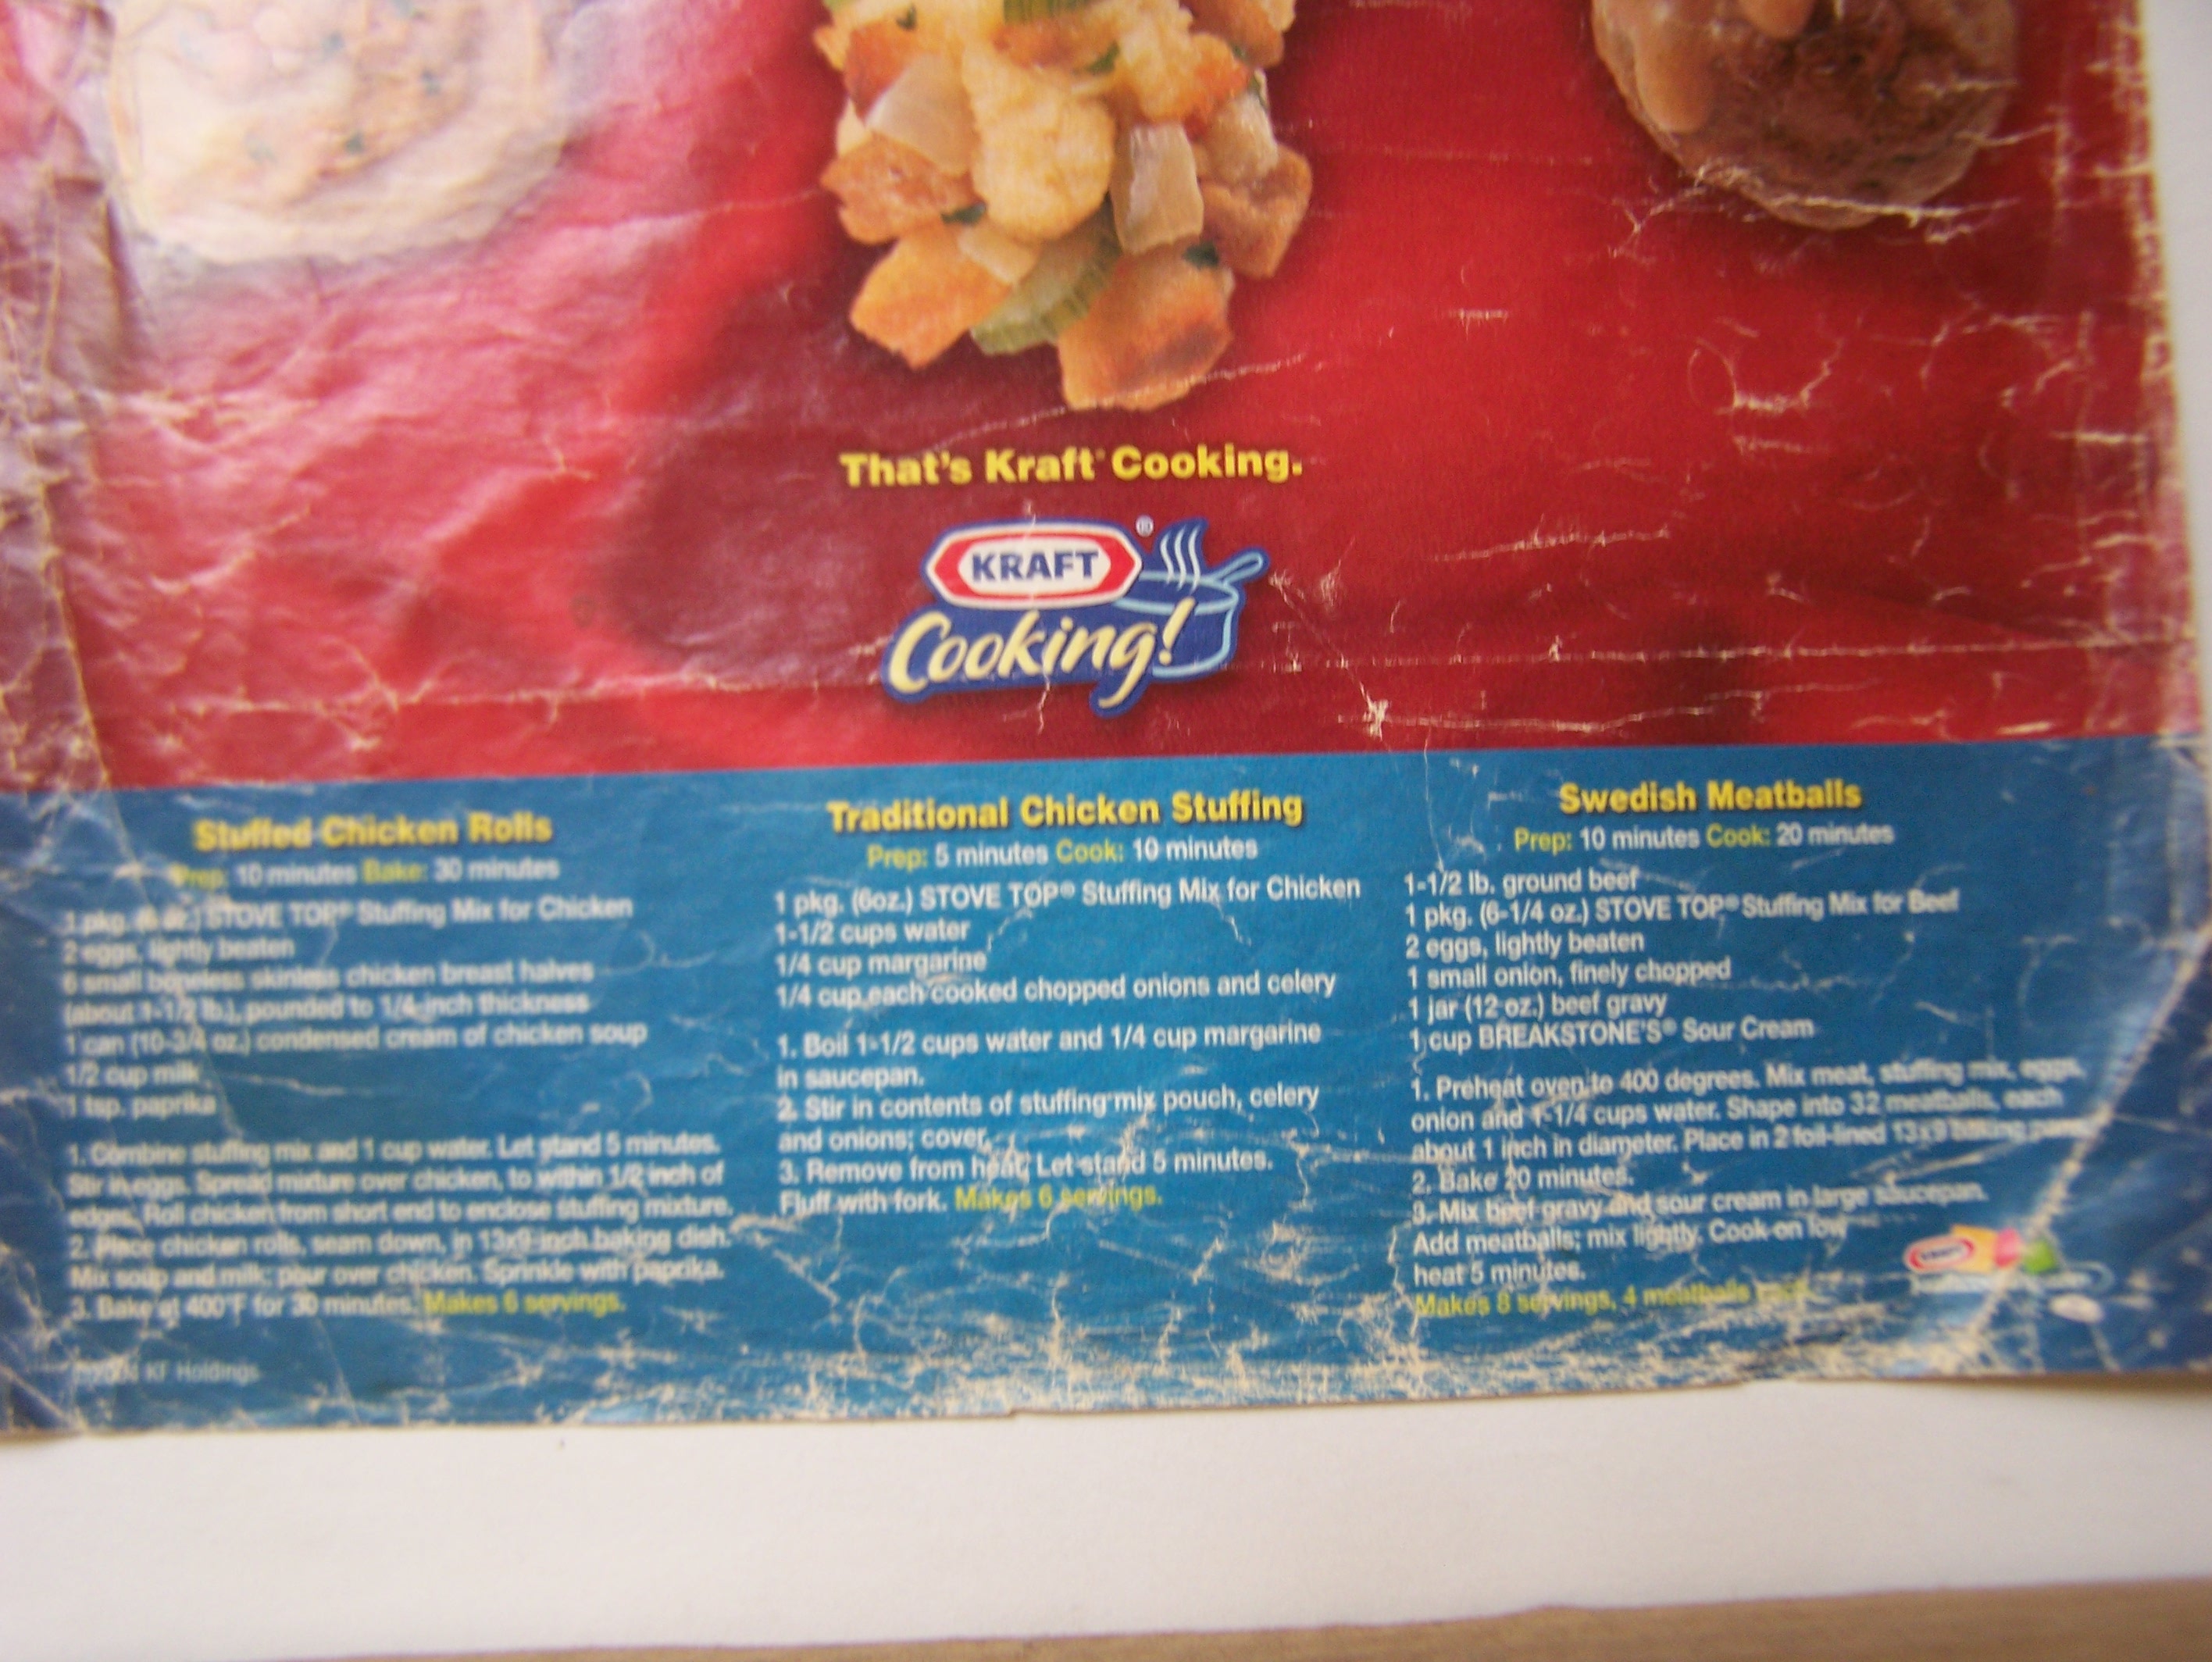 That's Kraft Cooking.
KRAFT ®
Cooking!
Stuffed Chicken Rolls
Prep: 10 minutes Bake: 30 minutes
1 pkg. (6 oz.) STOVE TOP® Stuffing Mix for Chicken
2 eggs, lightly beaten
6 small boneless skinless chicken breast halves
(about 1-1/2 lb.), pounded to 1/4-inch thickness
1 can (10-3/4 oz.) condensed cream of chicken soup
1/2 cup milk
1 tsp. paprika
1. Combine stuffing mix and 1 cup water. Let stand 5 minutes.
Stir in eggs. Spread mixture over chicken, to within 1/2 inch of
edges. Roll chicken from short end to enclose stuffing mixture.
2. Place chicken rolls, seam down, in 13x9-inch baking dish.
Mix soup and milk; pour over chicken. Sprinkle with paprika.
3. Bake at 400°F for 30 minutes. Makes 6 servings.
KF Holdings
Traditional Chicken Stuffing
Prep: 5 minutes Cook: 10 minutes
1 pkg. (6oz.) STOVE TOP® Stuffing Mix for Chicken
1-1/2 cups water
1/4 cup margarine
1/4 cup each cooked chopped onions and celery
1. Boil 1-1/2 cups water and 1/4 cup margarine
in saucepan.
2. Stir in contents of stuffing mix pouch, celery
and onions; cover.
3. Remove from heat. Let stand 5 minutes.
Fluff with fork. Makes 6 servings.
Swedish Meatballs
Prep: 10 minutes Cook: 20 minutes
1-1/2 lb. ground beef
1 pkg. (6-1/4 oz.) STOVE TOP® Stuffing Mix for Beef
2 eggs, lightly beaten
1 small onion, finely chopped
1 jar (12 oz.) beef gravy
1 cup BREAKSTONE'S® Sour Cream
1. Preheat oven to 400 degrees. Mix meat, stuffing mix, eggs,
onion and 1-1/4 cups water. Shape into 32 meatballs, each
about 1 inch in diameter. Place in 2 foil-lined 13x9 baking pans.
2. Bake 20 minutes.
3. Mix beef gravy and sour cream in large saucepan.
Add meatballs; mix lightly. Cook on low
heat 5 minutes.
Makes 8 servings, 4 meatballs each.
KRAFT